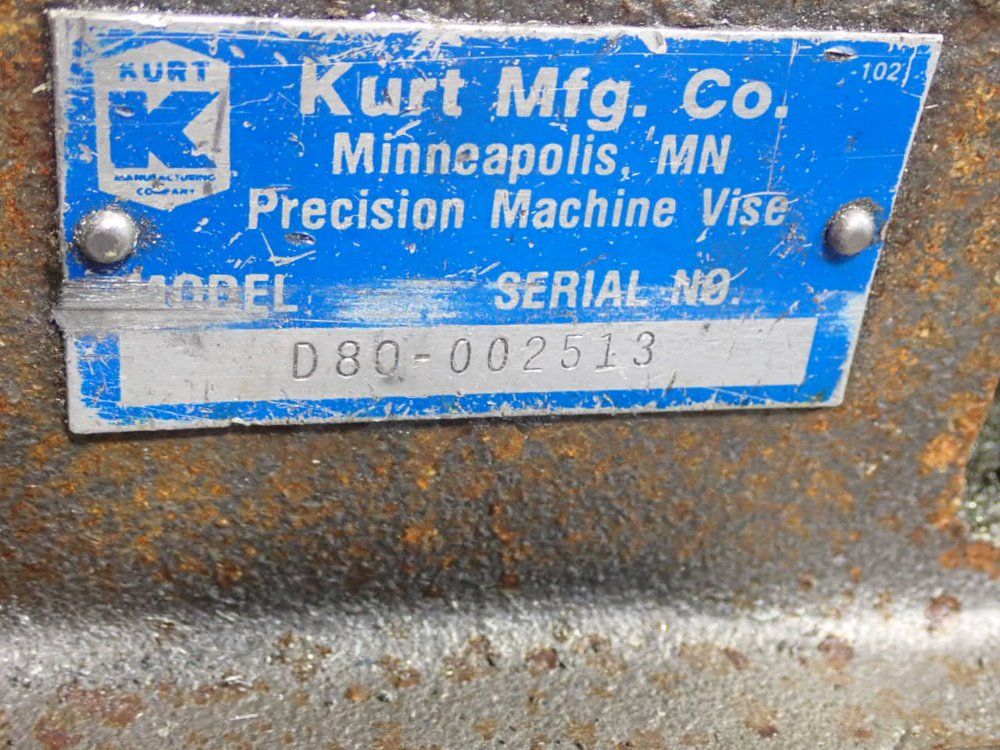 KURT
K
MANUFACTURING
COMPANY
Kurt Mfg. Co.
102
Minneapolis, MN
Precision Machine Vise
MODEL SERIAL NO.
D80-002513